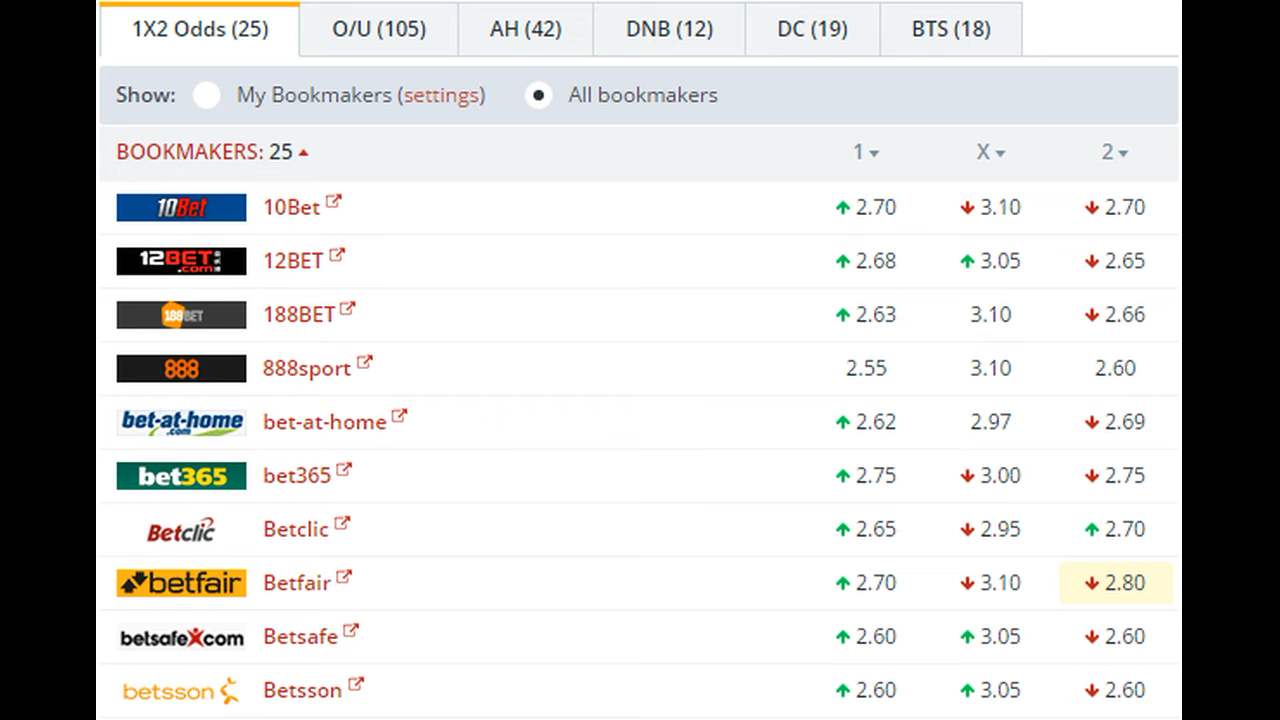 1X2 Odds (25) O/U (105) AH (42) DNB (12) DC (19) BTS (18)
Show: My Bookmakers (settings) All bookmakers
BOOKMAKERS: 25 1 X 2
10Bet 10Bet 2.70 3.10 2.70
12BET.com 12BET 2.68 3.05 2.65
188BET 188BET 2.63 3.10 2.66
888 888sport 2.55 3.10 2.60
bet-at-home.com bet-at-home 2.62 2.97 2.69
bet365 bet365 2.75 3.00 2.75
Betclic Betclic 2.65 2.95 2.70
betfair Betfair 2.70 3.10 2.80
betsafe.com Betsafe 2.60 3.05 2.60
betsson Betsson 2.60 3.05 2.60